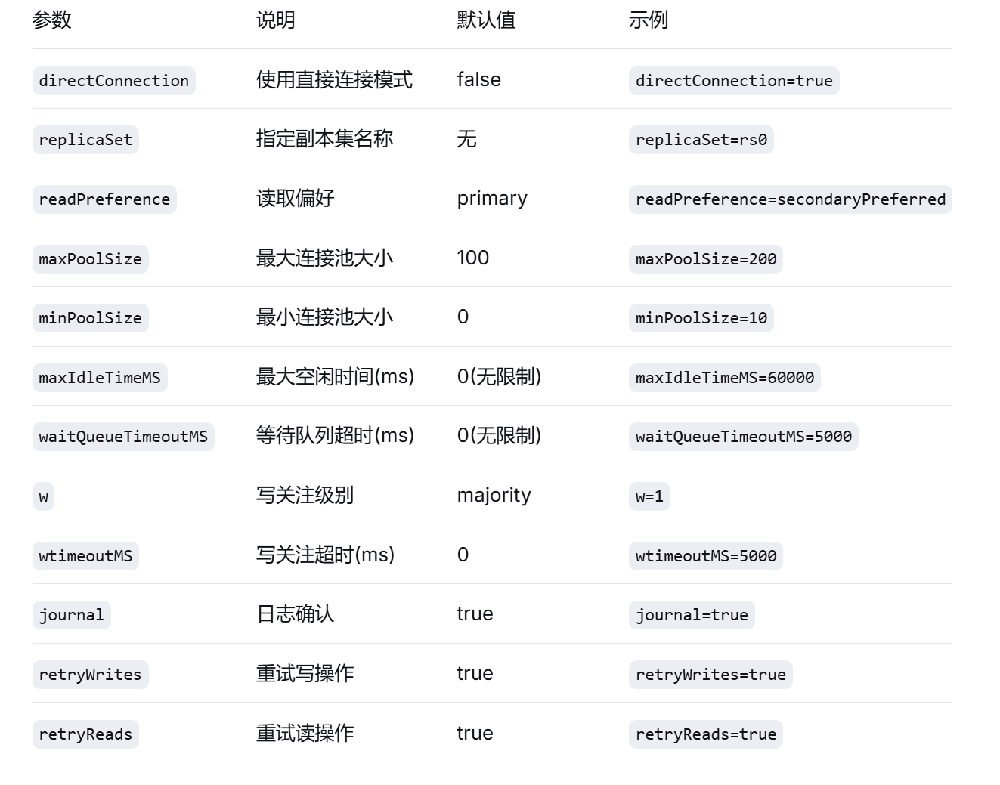 参数 说明 默认值 示例
directConnection 使用直接连接模式 false directConnection=true
replicaSet 指定副本集名称 无 replicaSet=rs0
readPreference 读取偏好 primary readPreference=secondaryPreferred
maxPoolSize 最大连接池大小 100 maxPoolSize=200
minPoolSize 最小连接池大小 0 minPoolSize=10
maxIdleTimeMS 最大空闲时间(ms) 0(无限制) maxIdleTimeMS=60000
waitQueueTimeoutMS 等待队列超时(ms) 0(无限制) waitQueueTimeoutMS=5000
w 写关注级别 majority w=1
wtimeoutMS 写关注超时(ms) 0 wtimeoutMS=5000
journal 日志确认 true journal=true
retryWrites 重试写操作 true retryWrites=true
retryReads 重试读操作 true retryReads=true